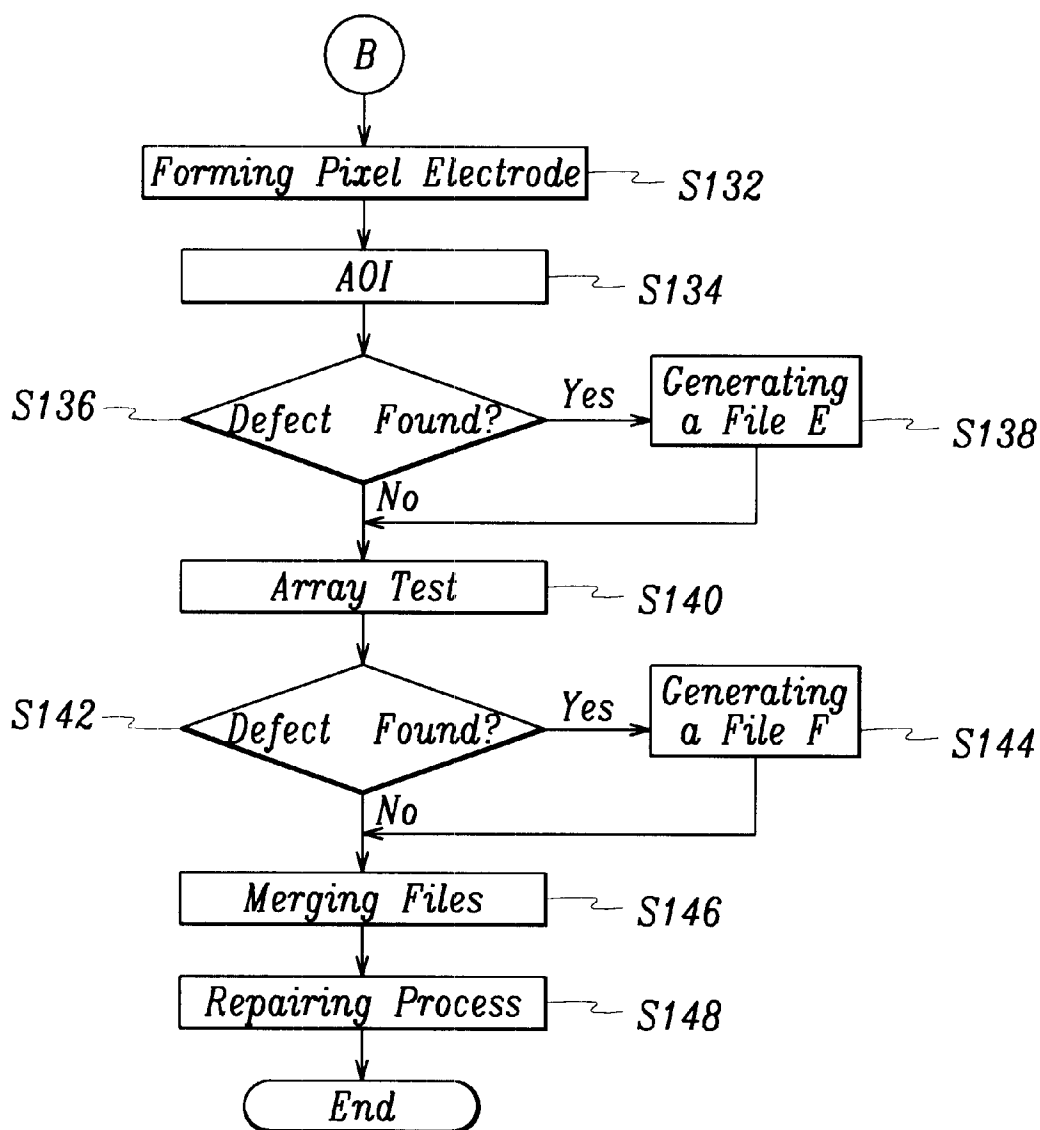 B
Forming Pixel Electrode
S132
AOI
S134
S136
Defect Found?
Yes
Generating
a File E
S138
No
Array Test
S140
S142
Defect Found?
Yes
Generating
a File F
S144
No
Merging Files
S146
Repairing Process
S148
End